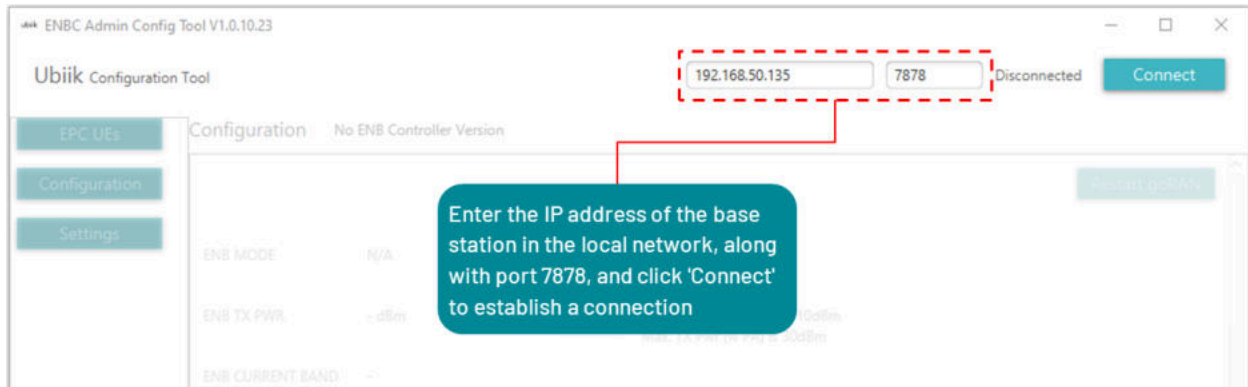 ENBC Admin Config Tool V1.0.10.23
Ubiik Configuration Tool
192.168.50.135
7878
Disconnected
Connect
EPC UEs
Configuration
No ENB Controller Version
Configuration
Restart goRAN
Settings
Enter the IP address of the base
station in the local network, along
with port 7878, and click 'Connect'
to establish a connection
ENB MODE
N/A
ENB TX PWR
- dBm
ENB CURRENT BAND
-